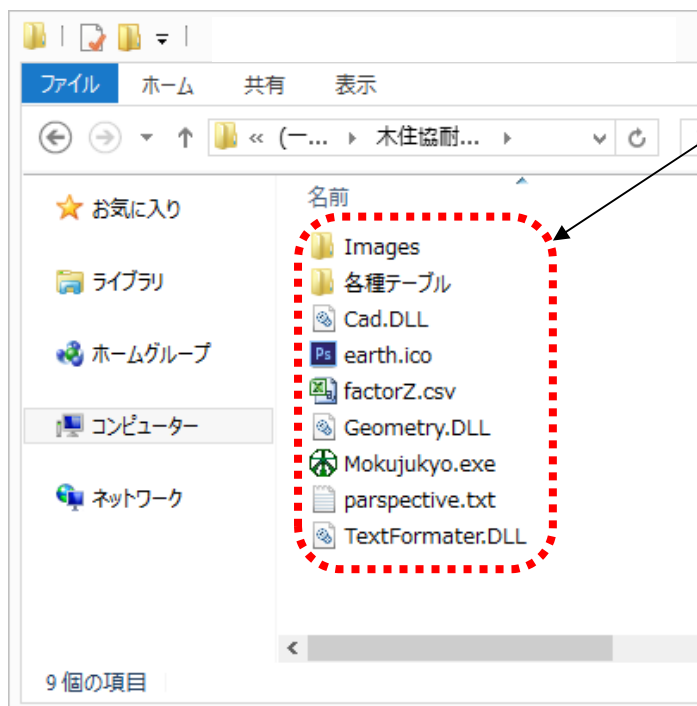 ファイル ホーム 共有 表示
« (一... 木住協耐...
名前
お気に入り
ライブラリ
ホームグループ
コンピューター
ネットワーク
Images
各種テーブル
Cad.DLL
Ps earth.ico
factorZ.csv
Geometry.DLL
Mokujukyo.exe
parspective.txt
TextFormater.DLL
9 個の項目